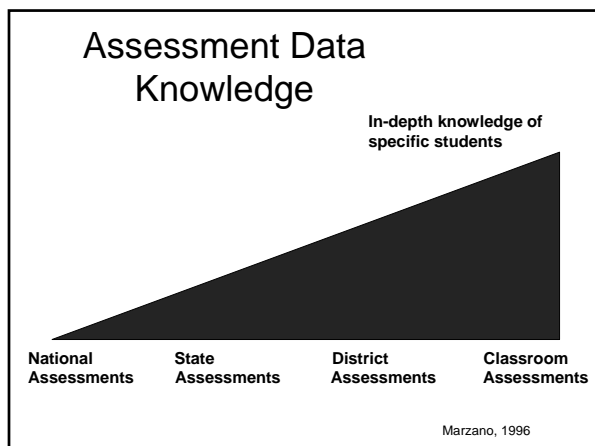 Assessment Data
Knowledge
In-depth knowledge of
specific students
National
Assessments
State
Assessments
District
Assessments
Classroom
Assessments
Marzano, 1996